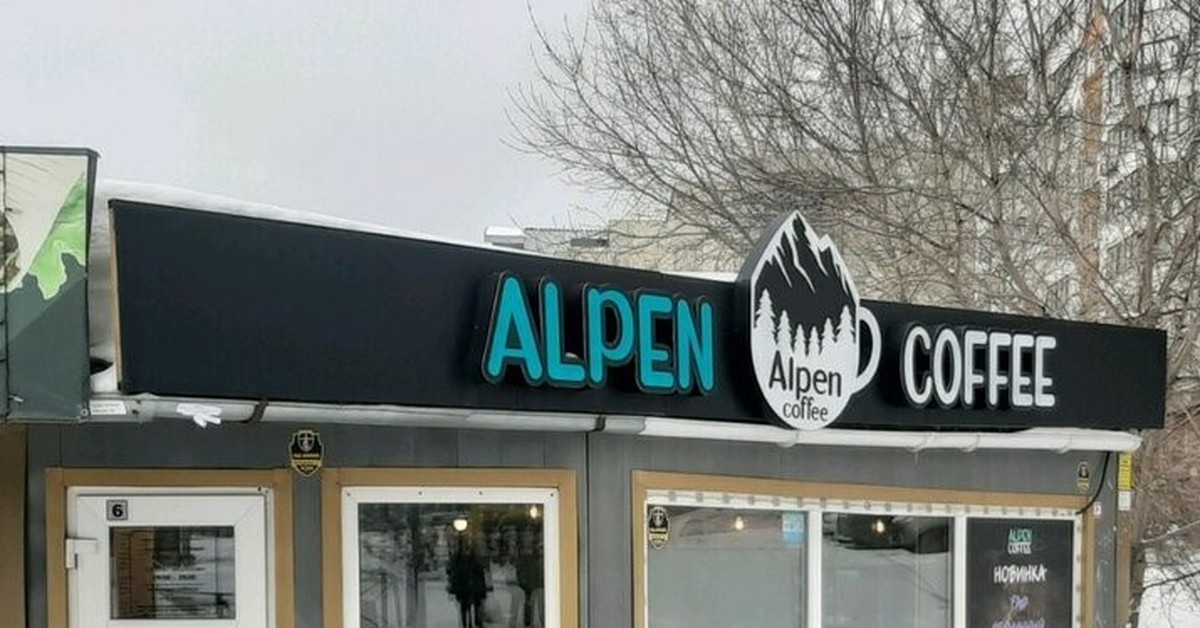 ALPEN COFFEE
Alpen
coffee
6
ALPEN
COFFEE
НОВИНКА